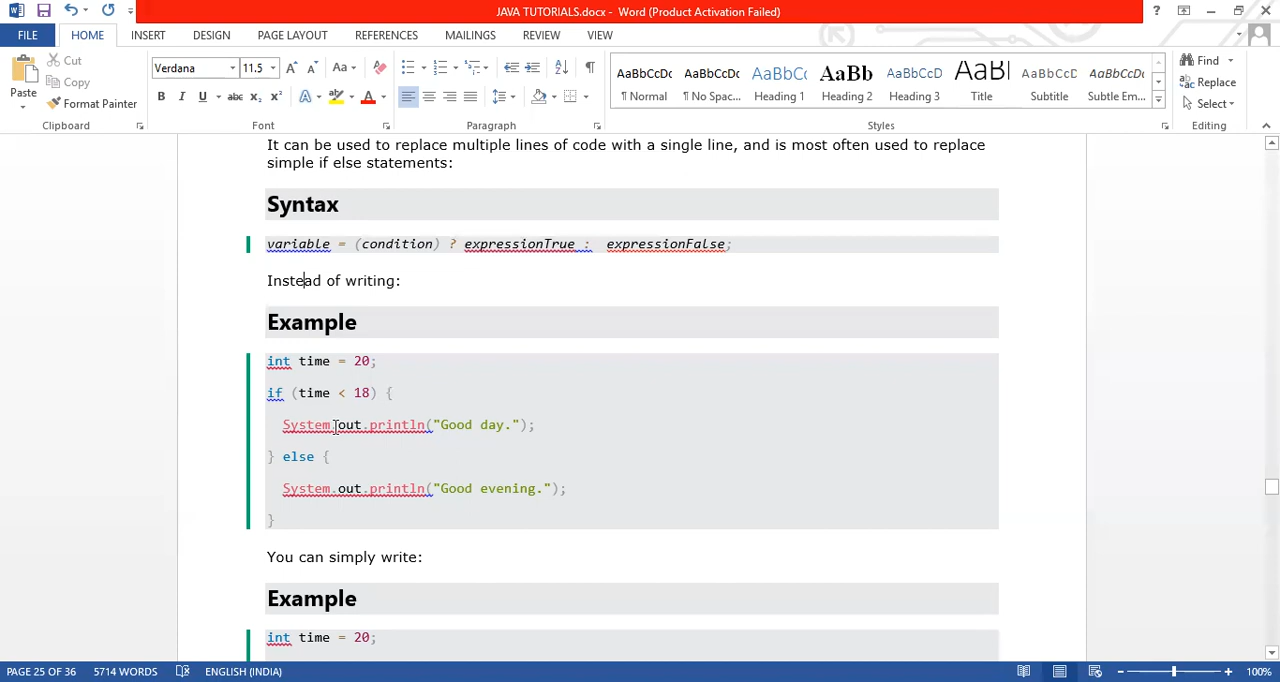 JAVA TUTORIALS.docx - Word (Product Activation Failed)
FILE HOME INSERT DESIGN PAGE LAYOUT REFERENCES MAILINGS REVIEW VIEW
Paste
Cut
Copy
Format Painter
Clipboard
Verdana 11.5
Font
Paragraph
AaBbCcDc AaBbCcDc AaBbCc AaBb AaBbCcD AaBl AaBbCcD AaBbCcDc
¶ Normal ¶ No Spac... Heading 1 Heading 2 Heading 3 Title Subtitle Subtle Em...
Styles
Find
Replace
Select
Editing
It can be used to replace multiple lines of code with a single line, and is most often used to replace
simple if else statements:
Syntax
variable = (condition) ? expressionTrue : expressionFalse;
Instead of writing:
Example
int time = 20;
if (time < 18) {
System.out.println("Good day.");
} else {
System.out.println("Good evening.");
}
You can simply write:
Example
int time = 20;
PAGE 25 OF 36 5714 WORDS ENGLISH (INDIA) 100%